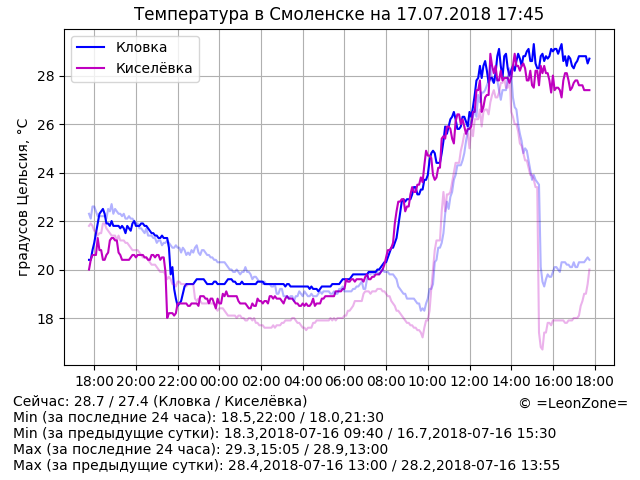 Температура в Смоленске на 17.07.2018 17:45
Кловка
Киселёвка
градусов Цельсия, °C
28
26
24
22
20
18
18:00 20:00 22:00 00:00 02:00 04:00 06:00 08:00 10:00 12:00 14:00 16:00 18:00
Сейчас: 28.7 / 27.4 (Кловка / Киселёвка)
© =LeonZone=
Min (за последние 24 часа): 18.5,22:00 / 18.0,21:30
Min (за предыдущие сутки): 18.3,2018-07-16 09:40 / 16.7,2018-07-16 15:30
Max (за последние 24 часа): 29.3,15:05 / 28.9,13:00
Max (за предыдущие сутки): 28.4,2018-07-16 13:00 / 28.2,2018-07-16 13:55